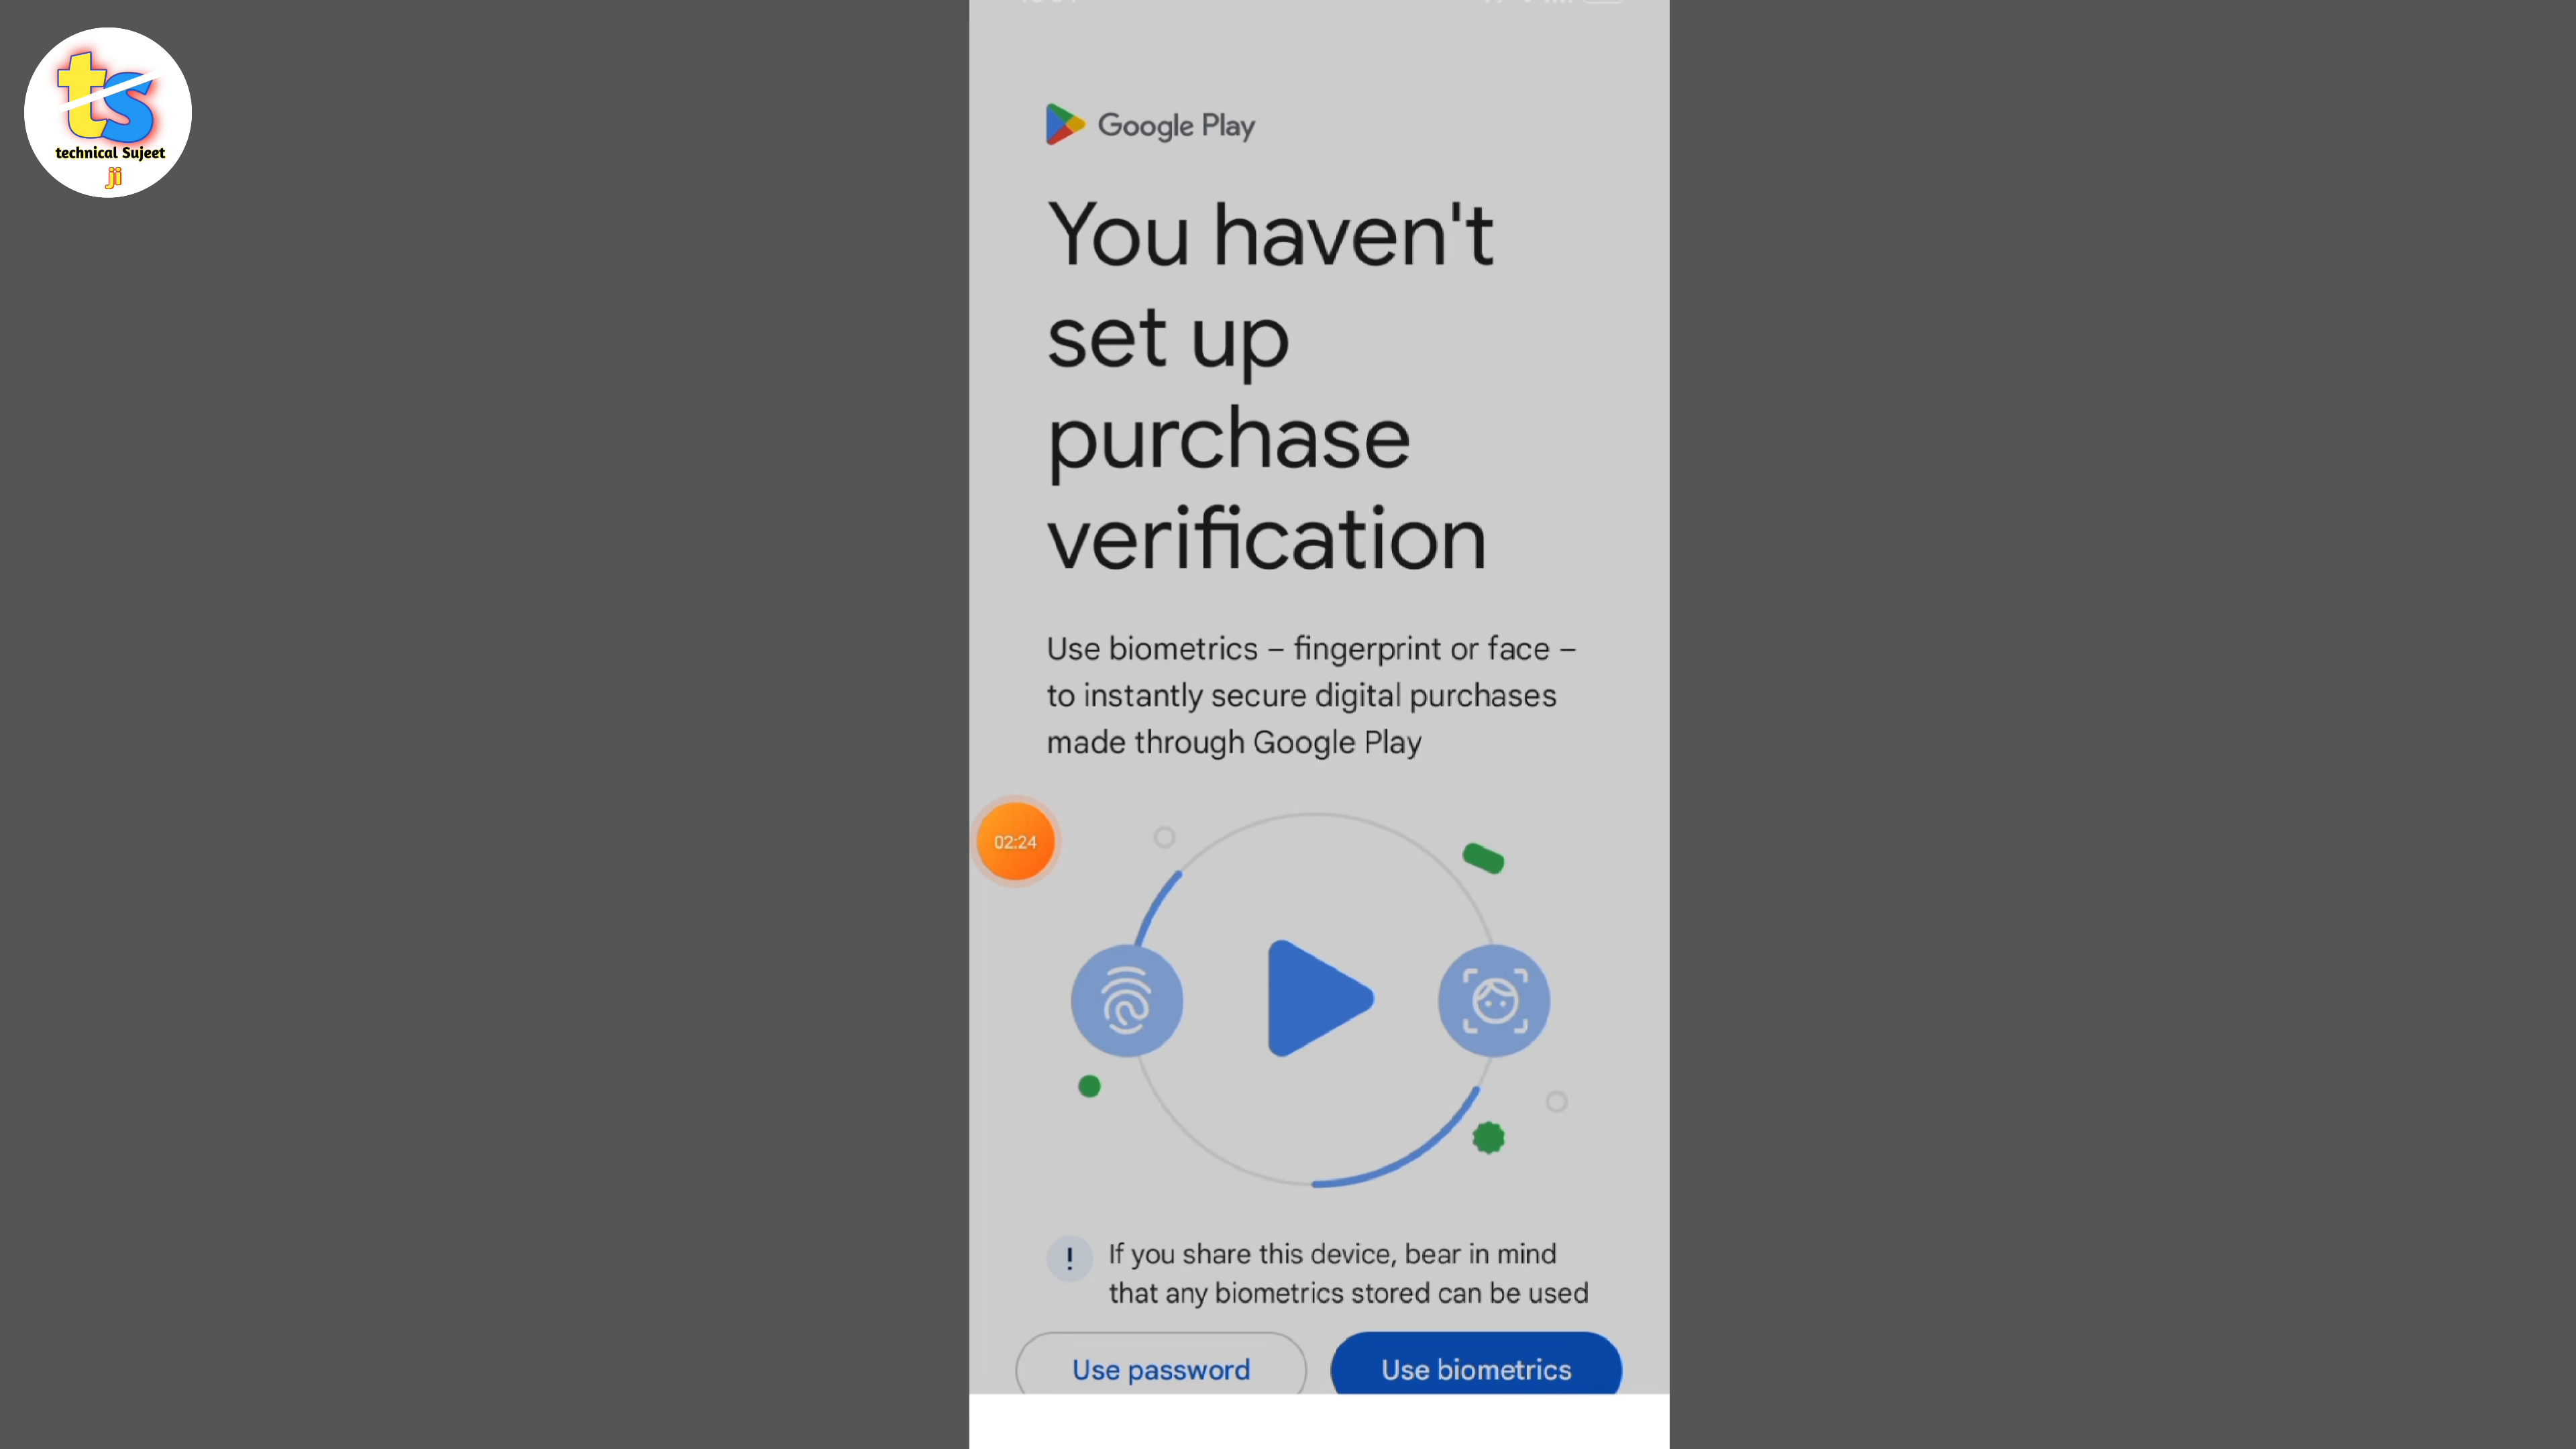 ts
technical Sujeet
ji
Google Play
You haven't
set up
purchase
verification
Use biometrics – fingerprint or face –
to instantly secure digital purchases
made through Google Play
02:24
! If you share this device, bear in mind
that any biometrics stored can be used
Use password
Use biometrics